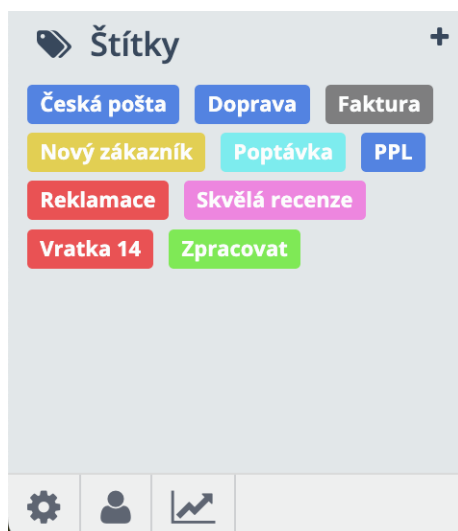 Štítky
Česká pošta Doprava Faktura
Nový zákazník Poptávka PPL
Reklamace Skvělá recenze
Vratka 14 Zpracovat